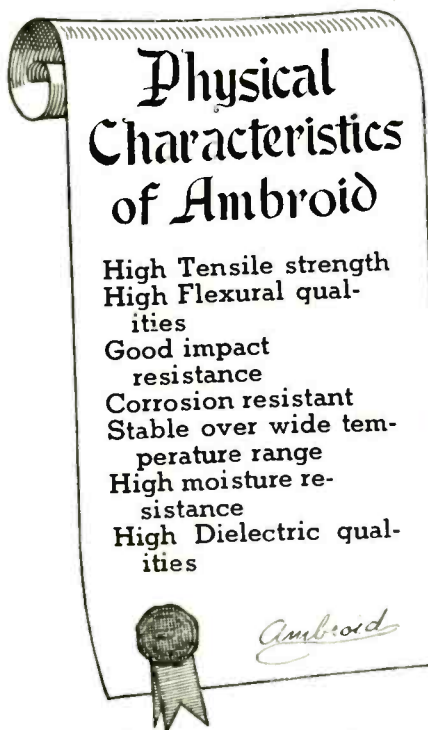 Physical
Characteristics
of Ambroid
High Tensile strength
High Flexural qual-
ities
Good impact
resistance
Corrosion resistant
Stable over wide tem-
perature range
High moisture re-
sistance
High Dielectric qual-
ities
Ambroid